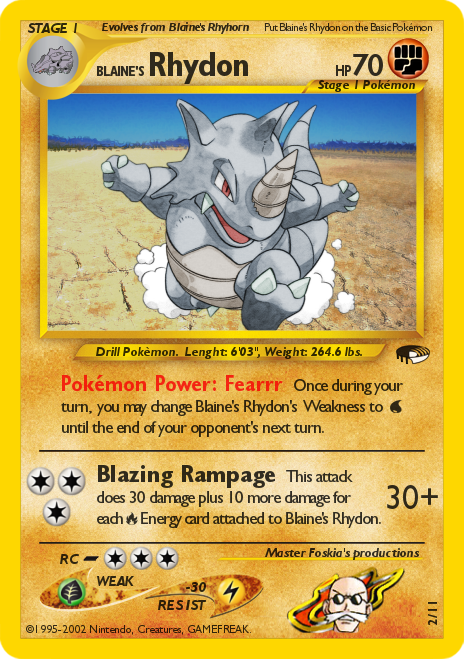 STAGE 1 Evolves from Blaine's Rhyhorn Put Blaine's Rhydon on the Basic Pokémon
BLAINE'S Rhydon HP 70
Stage 1 Pokémon
Drill Pokèmon. Lenght: 6'03", Weight: 264.6 lbs.
Pokémon Power: Fearrr Once during your
turn, you may change Blaine's Rhydon's Weakness to
until the end of your opponent's next turn.
Blazing Rampage This attack
does 30 damage plus 10 more damage for
each Energy card attached to Blaine's Rhydon.
30+
RC
Master Foskia's productions
WEAK
-30
RESIST
2/11
©1995-2002 Nintendo, Creatures, GAMEFREAK.